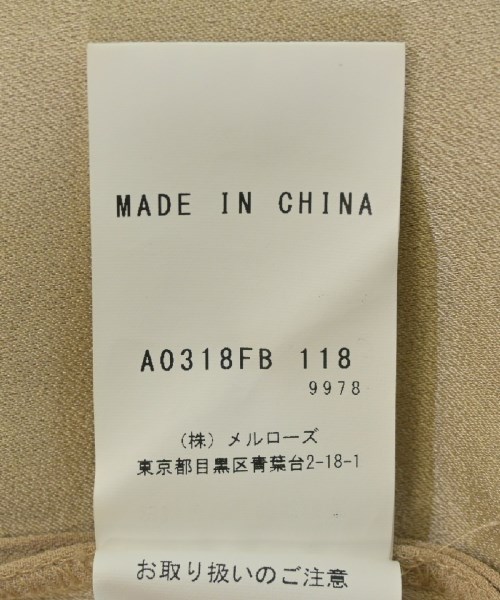 MADE IN CHINA
A0318FB 118
9978
(株) メルローズ
東京都目黒区青葉台2-18-1
お取り扱いのご注意